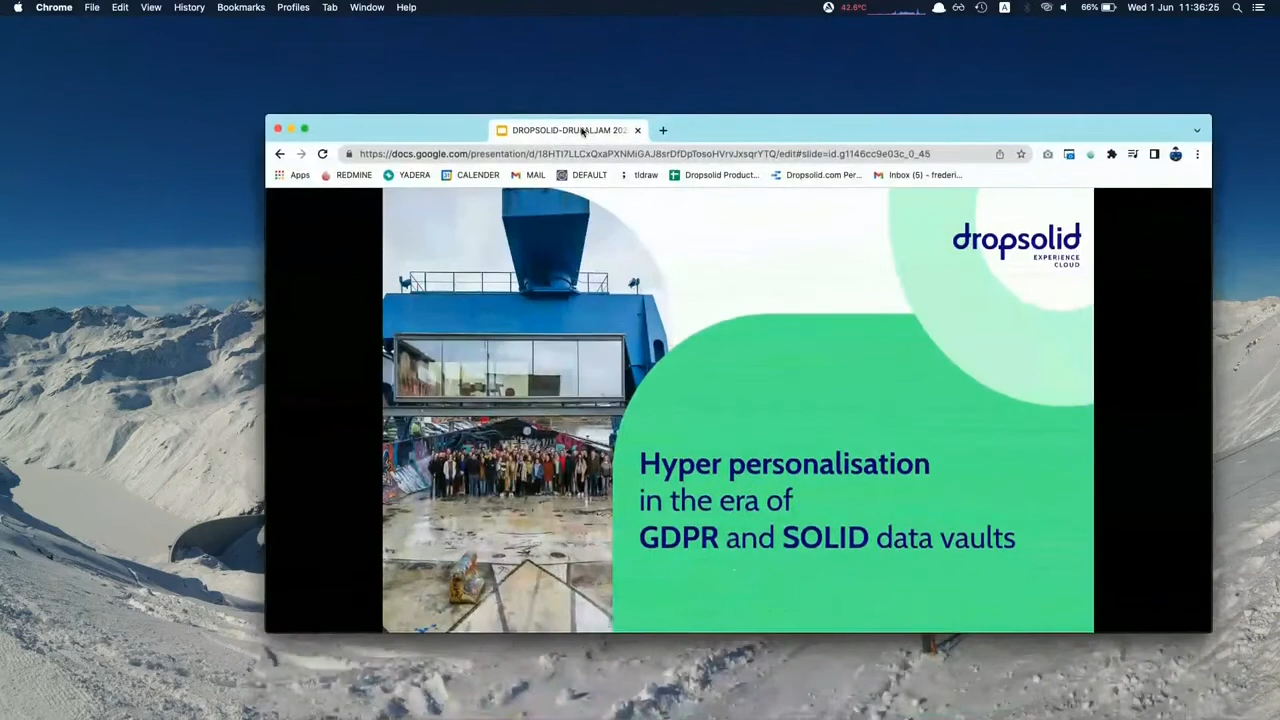 Chrome File Edit View History Bookmarks Profiles Tab Window Help
42.6°C
A
66%
Wed 1 Jun 11:36:25
DROPSOLID-DRUPALJAM 202
https://docs.google.com/presentation/d/18HTI7LLCxQxaPXNMiGAJ8srDfDpTosoHVrvJxsqrYTQ/edit#slide=id.g1146cc9e03c_0_45
Apps REDMINE YADERA CALENDER MAIL DEFAULT tldraw Dropsolid Product... Dropsolid.com Per... Inbox (5) - frederi...
dropsolid
EXPERIENCE
CLOUD
Hyper personalisation
in the era of
GDPR and SOLID data vaults